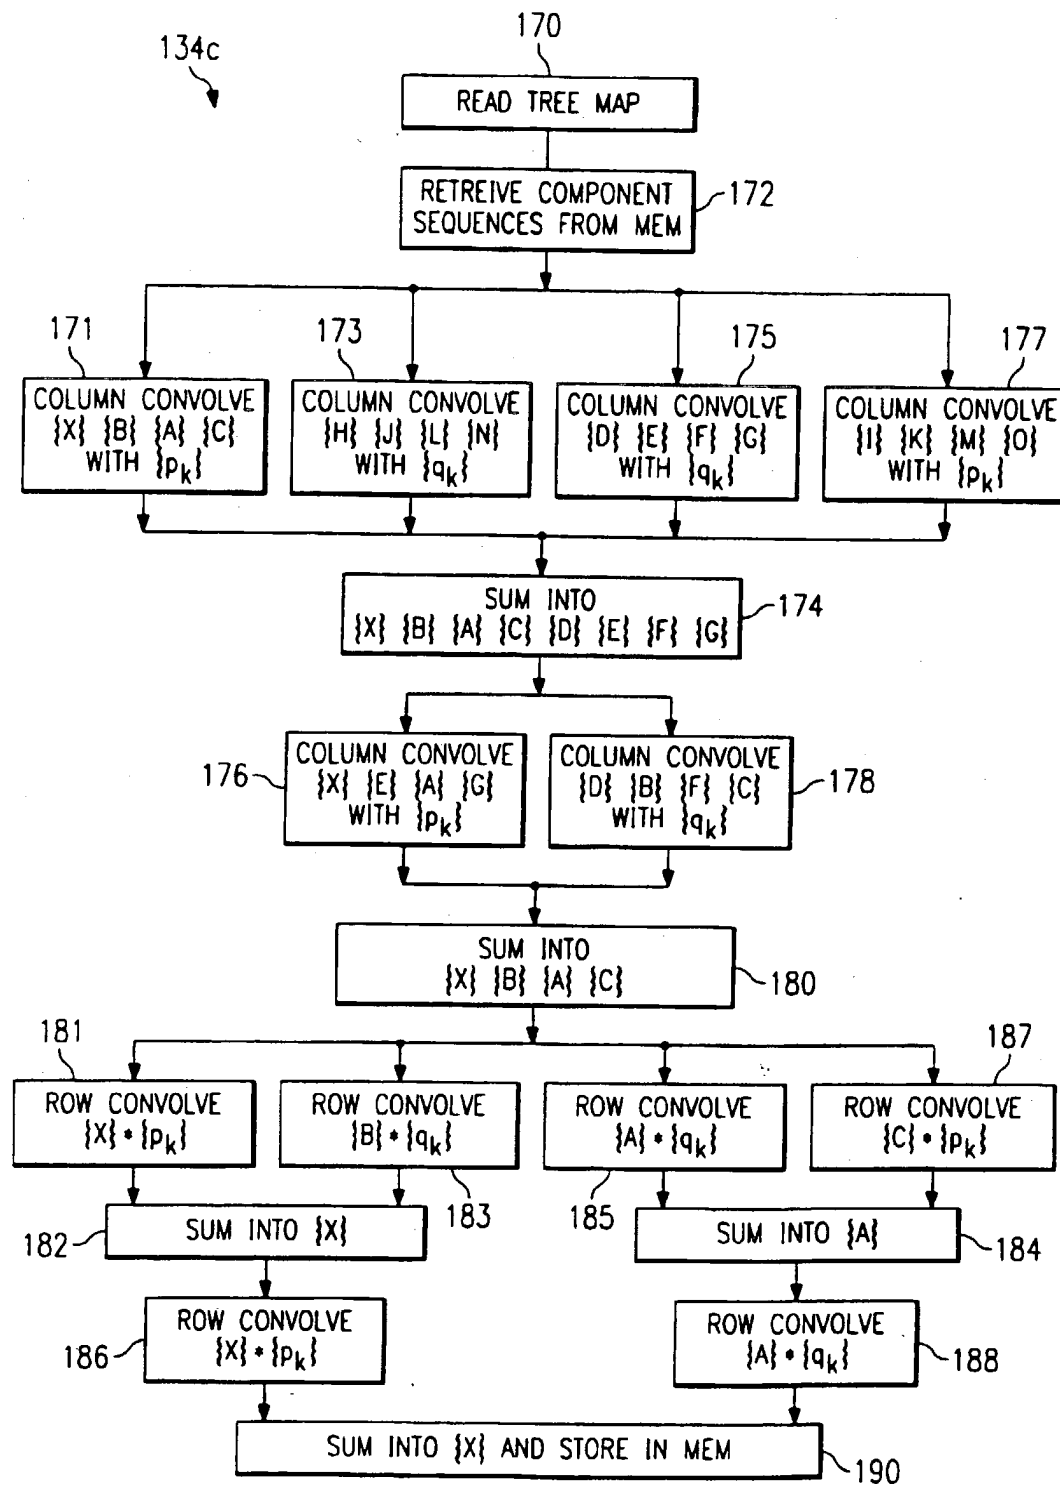 134c
170
READ TREE MAP
RETREIVE COMPONENT
SEQUENCES FROM MEM
172
171
COLUMN CONVOLVE
{X} {B} {A} {C}
WITH {pk}
173
COLUMN CONVOLVE
{H} {J} {L} {N}
WITH {qk}
175
COLUMN CONVOLVE
{D} {E} {F} {G}
WITH {qk}
177
COLUMN CONVOLVE
{I} {K} {M} {O}
WITH {pk}
SUM INTO
{X} {B} {A} {C} {D} {E} {F} {G}
174
176
COLUMN CONVOLVE
{X} {E} {A} {G}
WITH {pk}
COLUMN CONVOLVE
{D} {B} {F} {C}
WITH {qk}
178
SUM INTO
{X} {B} {A} {C}
180
181
ROW CONVOLVE
{X} * {pk}
ROW CONVOLVE
{B} * {qk}
183
ROW CONVOLVE
{A} * {qk}
185
187
ROW CONVOLVE
{C} * {pk}
182
SUM INTO {X}
SUM INTO {A}
184
186
ROW CONVOLVE
{X} * {pk}
ROW CONVOLVE
{A} * {qk}
188
SUM INTO {X} AND STORE IN MEM
190